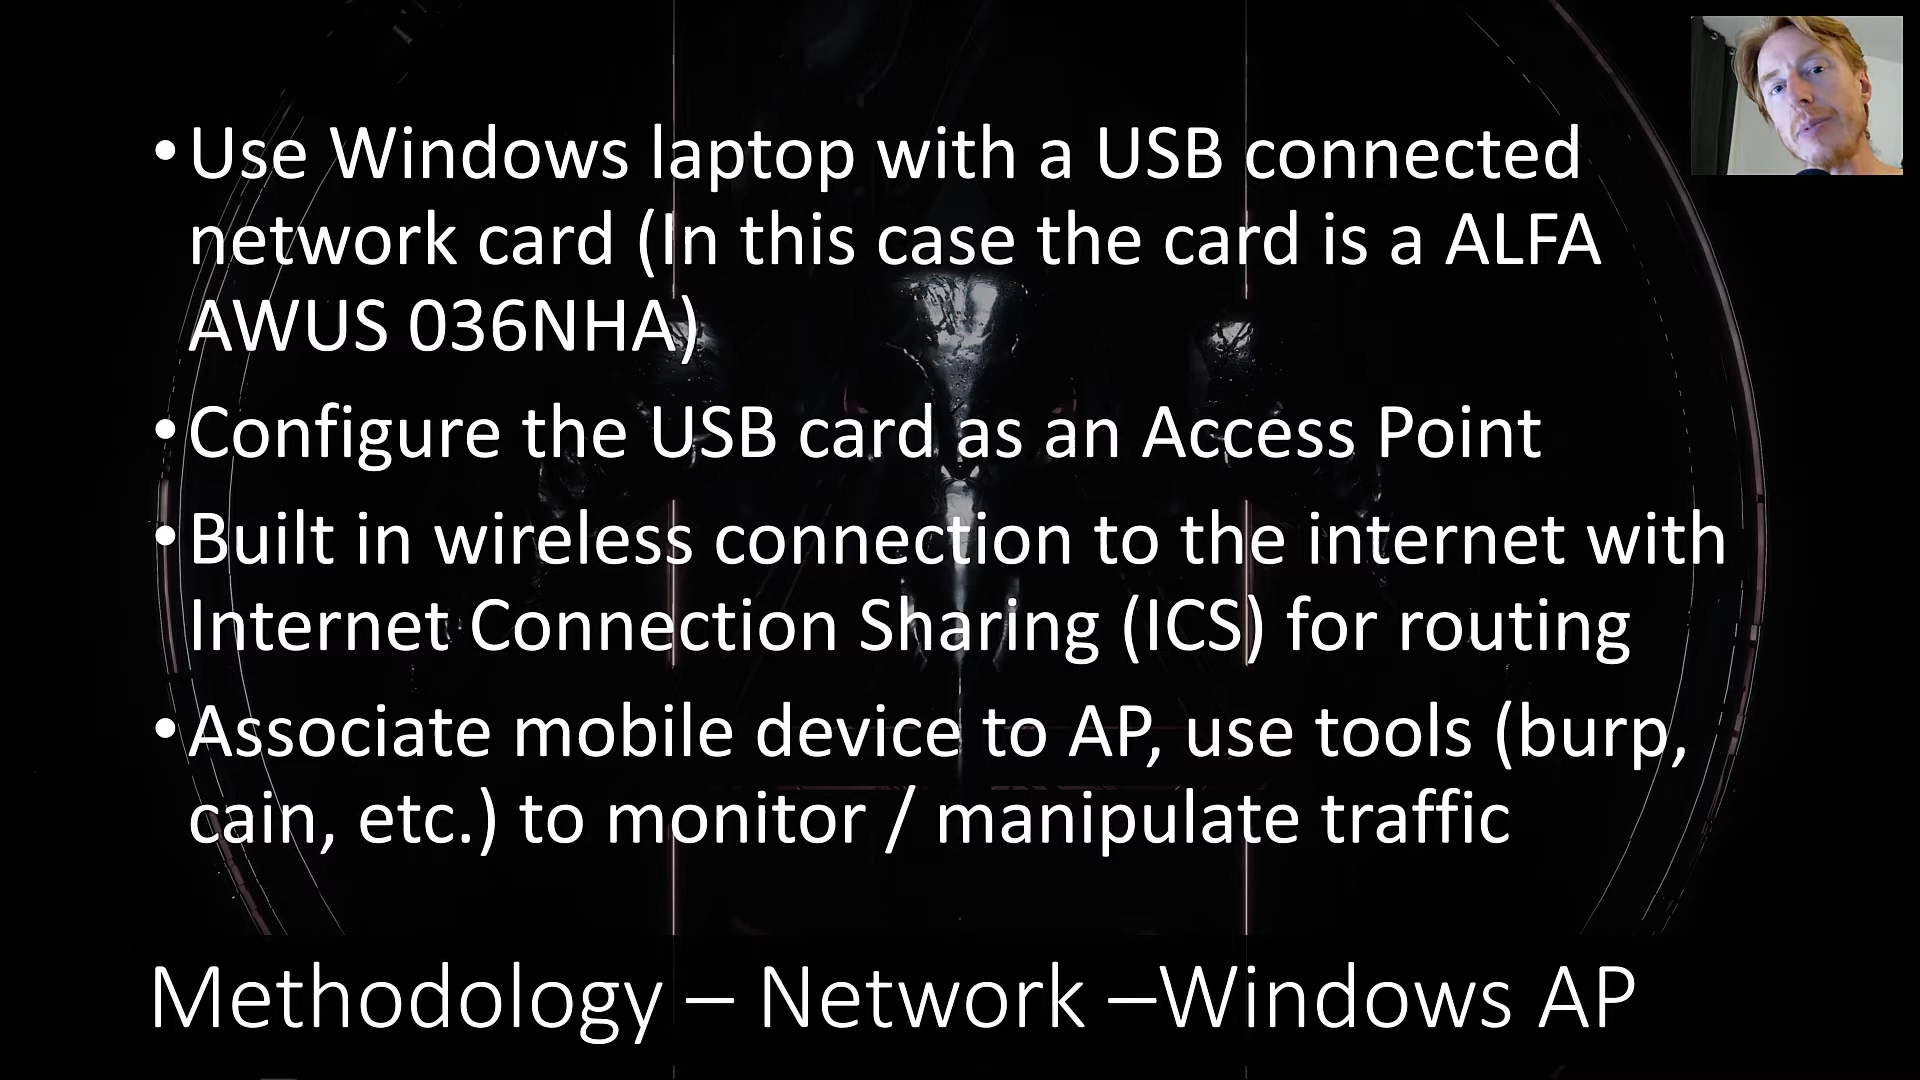 • Use Windows laptop with a USB connected
network card (In this case the card is a ALFA
AWUS 036NHA)
• Configure the USB card as an Access Point
• Built in wireless connection to the internet with
Internet Connection Sharing (ICS) for routing
• Associate mobile device to AP, use tools (burp,
cain, etc.) to monitor / manipulate traffic
Methodology – Network –Windows AP